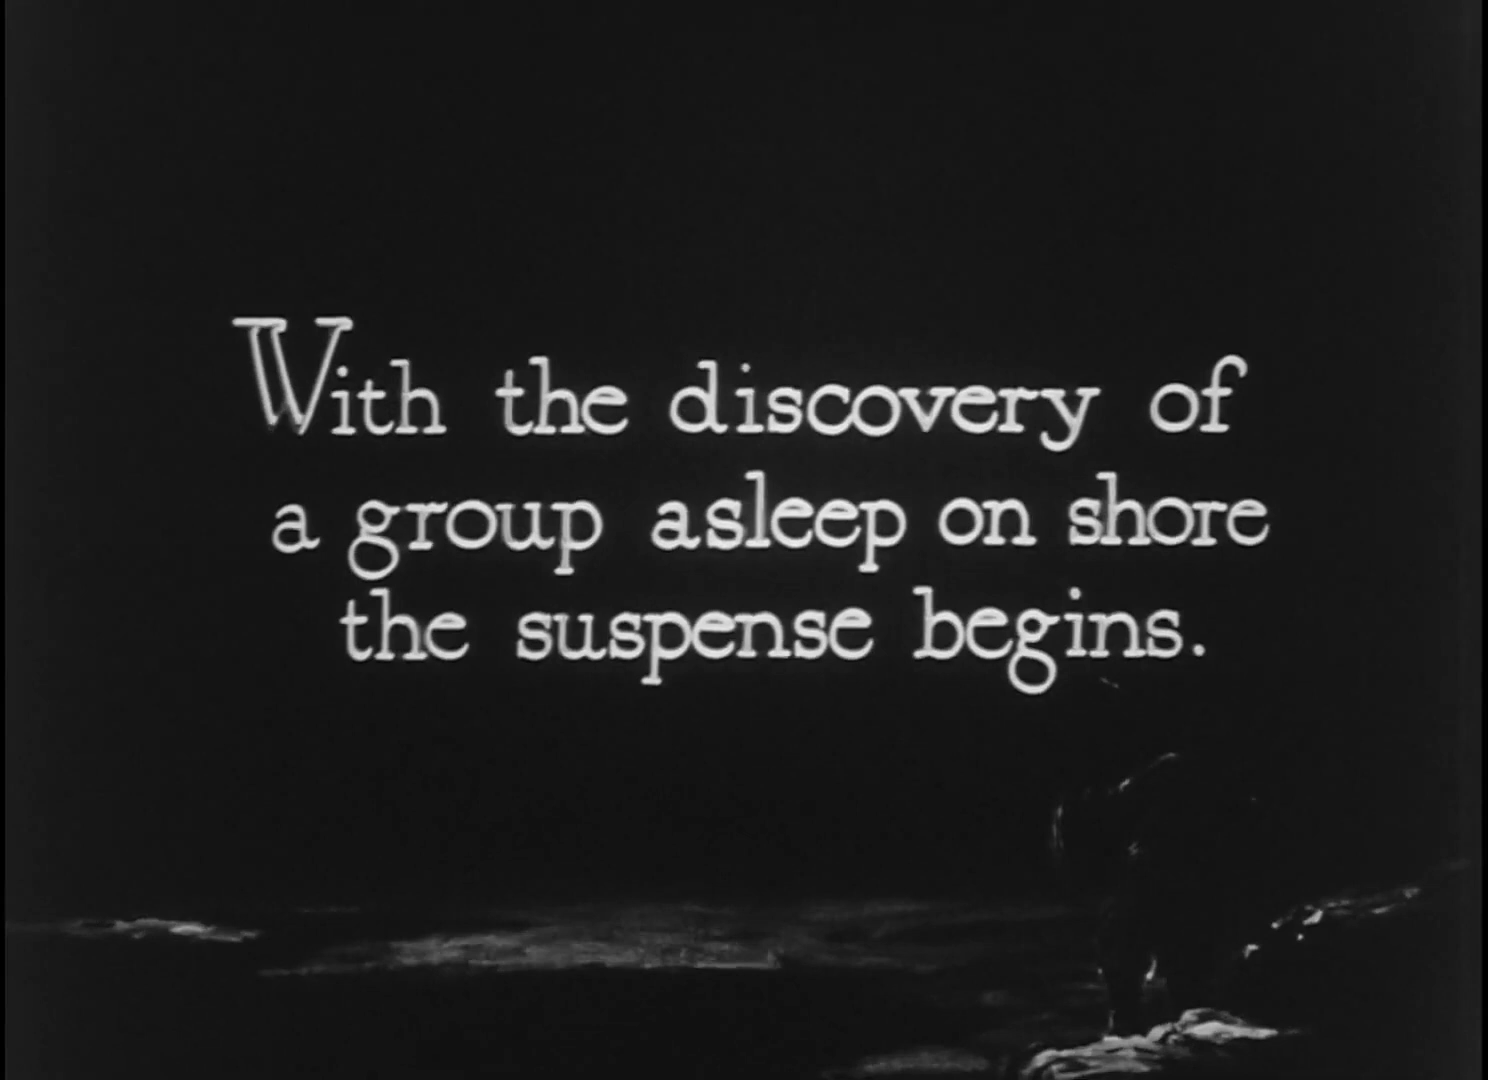 With the discovery of
a group asleep on shore
the suspense begins.